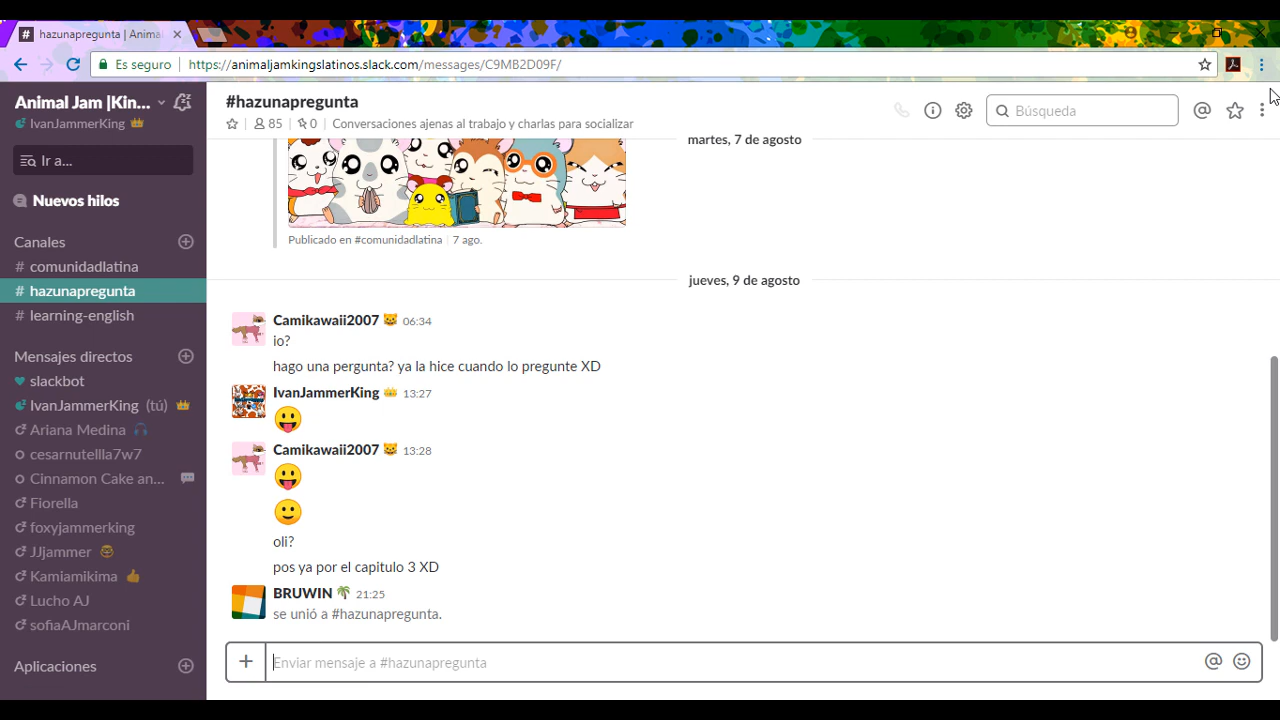 hazunapregunta | Anima
Es seguro
https://animaljamkingslatinos.slack.com/messages/C9MB2D09F/
Animal Jam |Kin...
IvanJammerKing
Ir a...
Nuevos hilos
Canales
# comunidadlatina
# hazunapregunta
# learning-english
Mensajes directos
slackbot
IvanJammerKing (tú)
Ariana Medina
cesarnutellla7w7
Cinnamon Cake an...
Fiorella
foxyjammerking
JJjammer
Kamiamikima
Lucho AJ
sofiaAJmarconi
Aplicaciones
#hazunapregunta
85
0
Conversaciones ajenas al trabajo y charlas para socializar
Búsqueda
martes, 7 de agosto
Publicado en #comunidadlatina
7 ago.
jueves, 9 de agosto
Camikawaii2007 06:34
io?
hago una pergunta? ya la hice cuando lo pregunte XD
IvanJammerKing 13:27
Camikawaii2007 13:28
oli?
pos ya por el capitulo 3 XD
BRUWIN 21:25
se unió a #hazunapregunta.
Enviar mensaje a #hazunapregunta